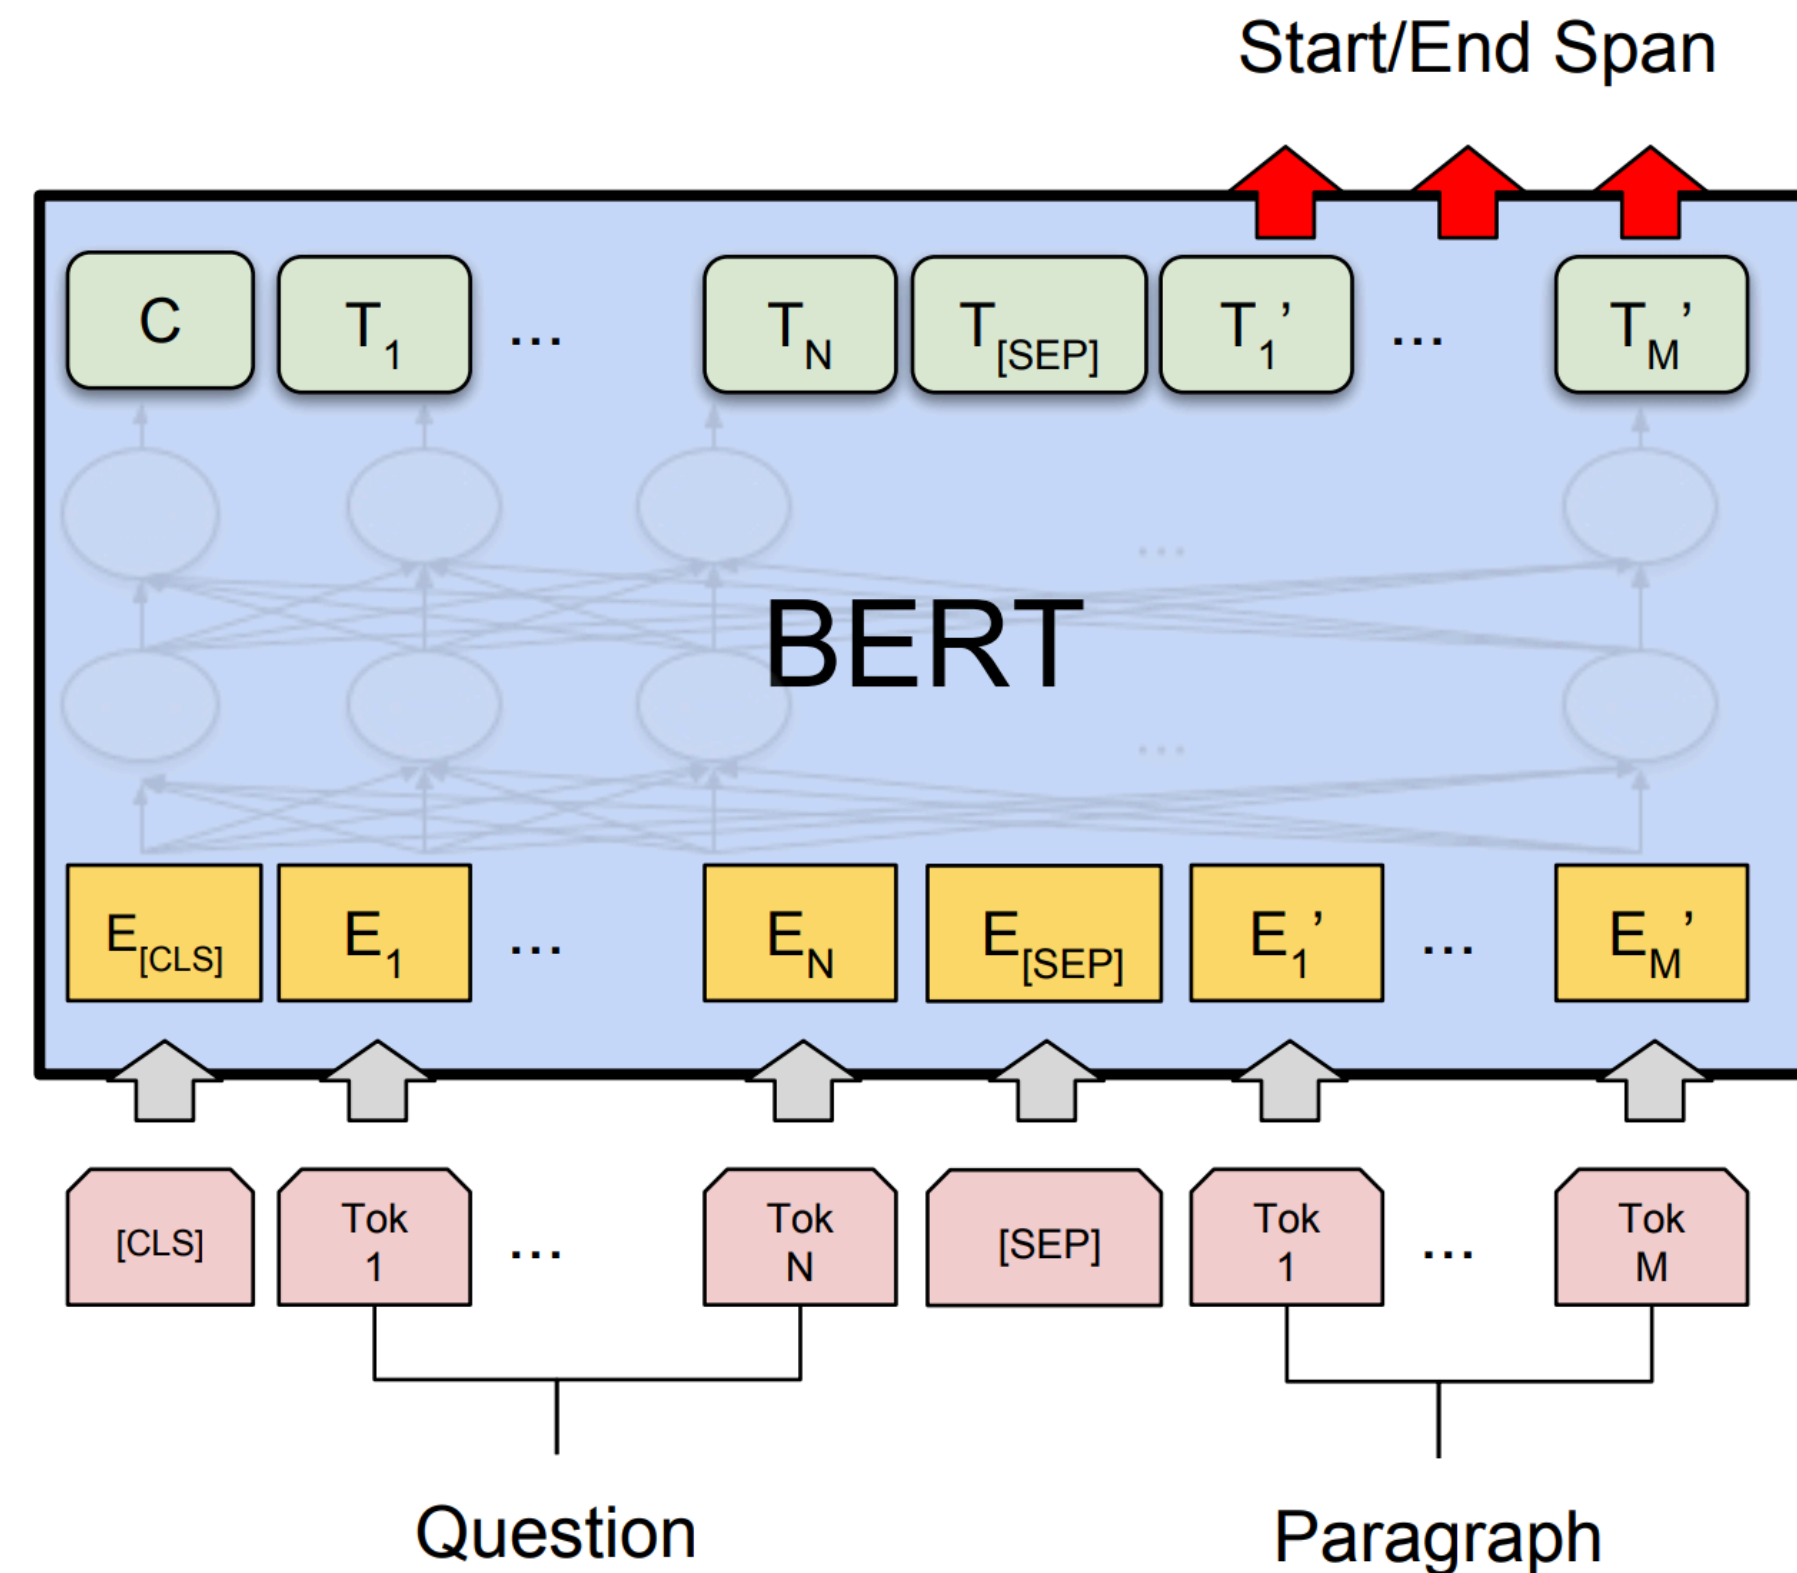 Start/End Span
C T1 ... TN T[SEP] T1’ ... TM’
...
BERT
...
E[CLS] E1 ... EN E[SEP] E1’ ... EM’
[CLS] Tok 1 ... Tok N [SEP] Tok 1 ... Tok M
Question Paragraph